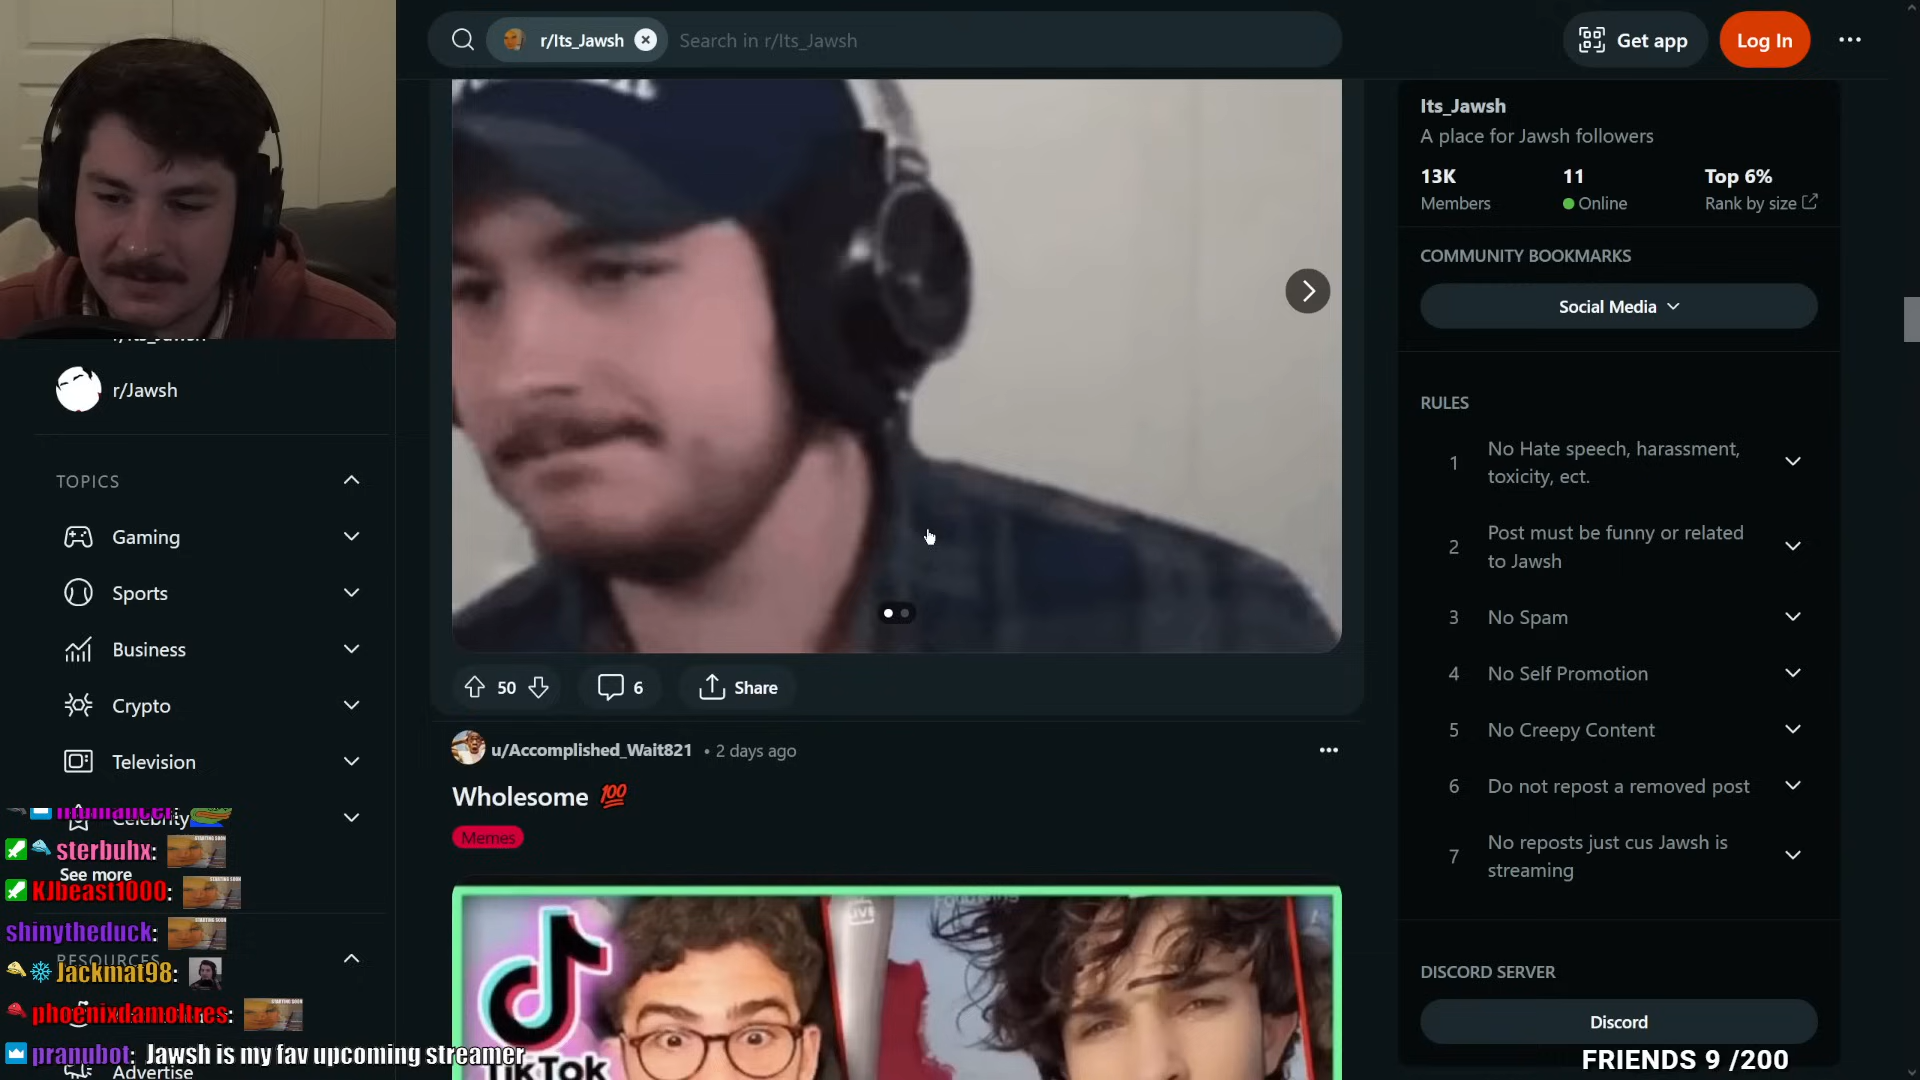 r/Its_Jawsh
Search in r/Its_Jawsh
Get app
Log In
r/Jawsh
TOPICS
Gaming
Sports
Business
Crypto
Television
Celebrity
See more
RESOURCES
Advertise
sterbuhx:
KJbeast1000:
shinytheduck:
Jackmat98:
phoenixdamoltres:
pranubot: Jawsh is my fav upcoming streamer
50
6
Share
u/Accomplished_Wait821 • 2 days ago
Wholesome 💯
Memes
LIVE
Following
TikTok
Its_Jawsh
A place for Jawsh followers
13K
Members
11
Online
Top 6%
Rank by size
COMMUNITY BOOKMARKS
Social Media
RULES
1 No Hate speech, harassment,
toxicity, ect.
2 Post must be funny or related
to Jawsh
3 No Spam
4 No Self Promotion
5 No Creepy Content
6 Do not repost a removed post
7 No reposts just cus Jawsh is
streaming
DISCORD SERVER
Discord
FRIENDS 9 /200